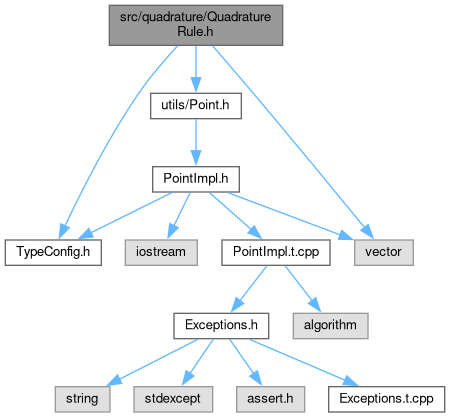 src/quadrature/Quadrature
Rule.h
utils/Point.h
PointImpl.h
TypeConfig.h
iostream
PointImpl.t.cpp
vector
Exceptions.h
algorithm
string
stdexcept
assert.h
Exceptions.t.cpp